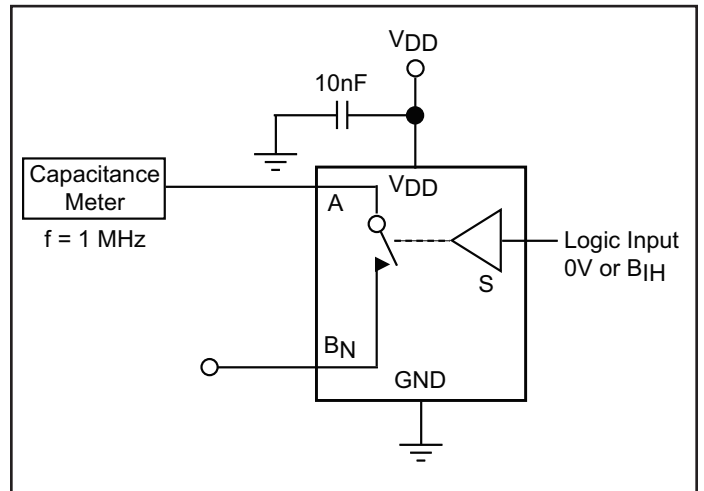 VDD
10nF
Capacitance
Meter
f = 1 MHz
VDD
A
S
Logic Input
0V or BIH
BN
GND